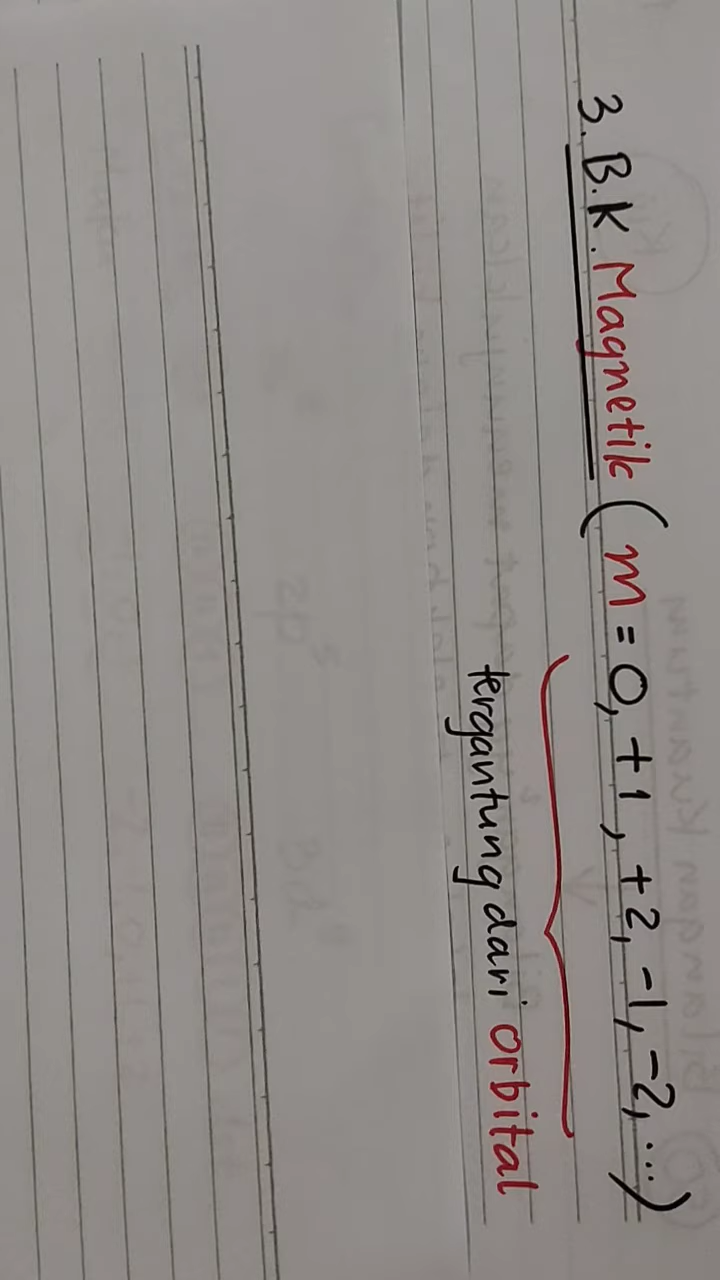 3. B.K. Magnetik (m = 0, +1, +2, -1, -2, ...)
tergantung dari orbital